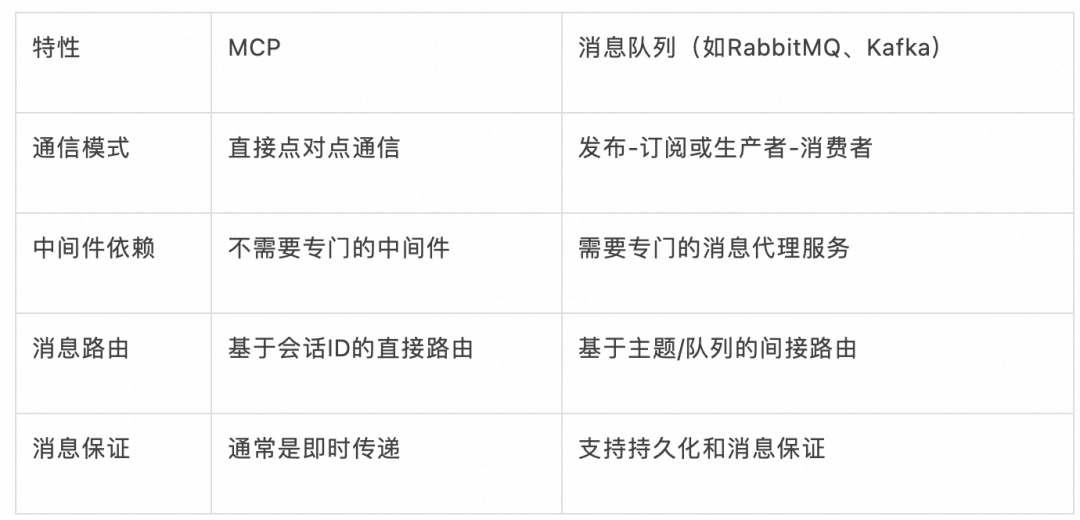 特性 MCP 消息队列（如RabbitMQ、Kafka）
通信模式 直接点对点通信 发布-订阅或生产者-消费者
中间件依赖 不需要专门的中间件 需要专门的消息代理服务
消息路由 基于会话ID的直接路由 基于主题/队列的间接路由
消息保证 通常是即时传递 支持持久化和消息保证